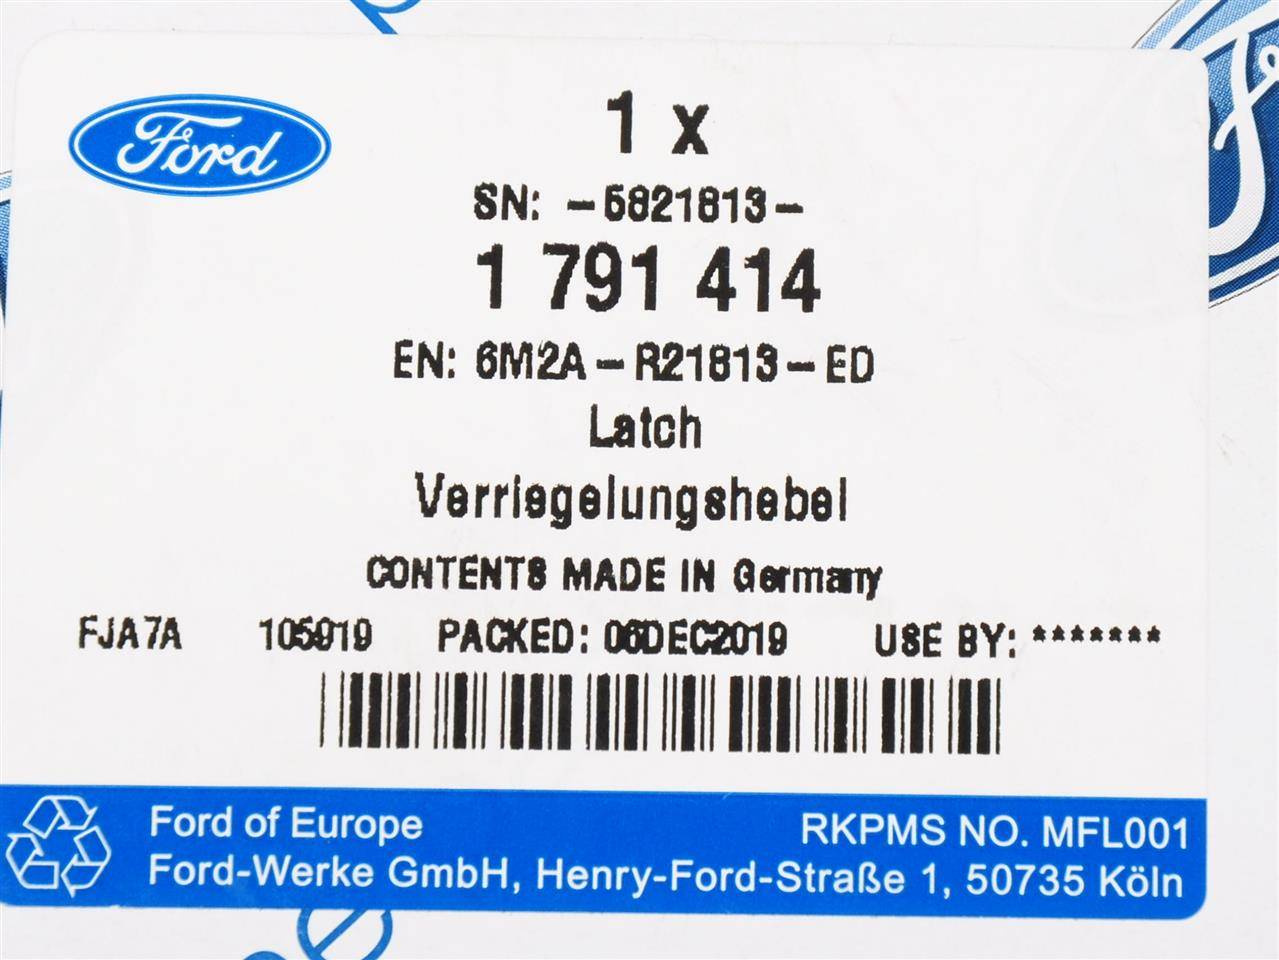 Ford
1 x
SN: -5821813-
1 791 414
EN: 6M2A-R21813-ED
Latch
Verriegelungshebel
CONTENTS MADE IN Germany
FJA7A 105919 PACKED: 06DEC2019 USE BY: *******
Ford of Europe
RKPMS NO. MFL001
Ford-Werke GmbH, Henry-Ford-Straße 1, 50735 Köln